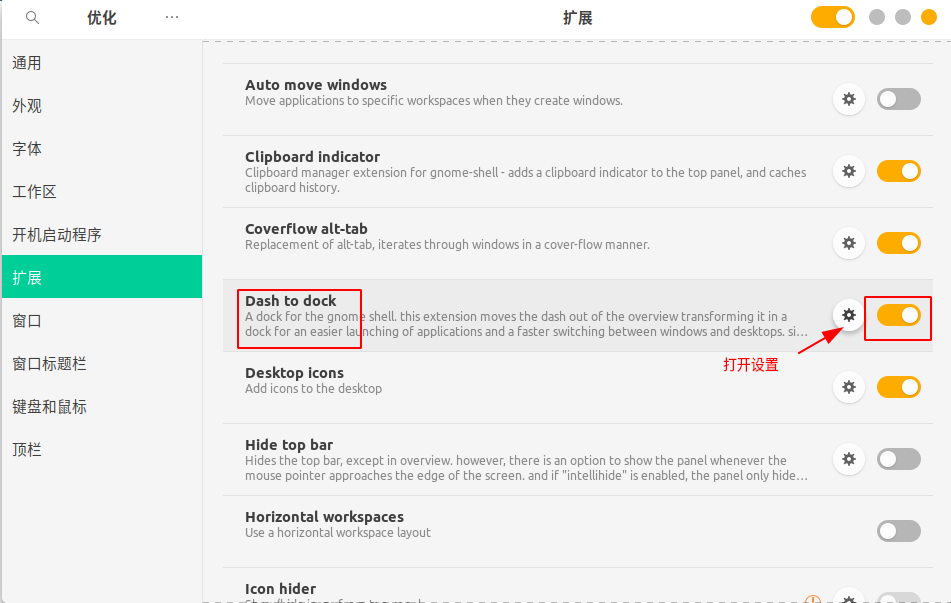 优化
···
扩展
通用
外观
字体
工作区
开机启动程序
扩展
窗口
窗口标题栏
键盘和鼠标
顶栏
Auto move windows
Move applications to specific workspaces when they create windows.
Clipboard indicator
Clipboard manager extension for gnome-shell - adds a clipboard indicator to the top panel, and caches
clipboard history.
Coverflow alt-tab
Replacement of alt-tab, iterates through windows in a cover-flow manner.
Dash to dock
A dock for the gnome shell. this extension moves the dash out of the overview transforming it in a
dock for an easier launching of applications and a faster switching between windows and desktops. si…
打开设置
Desktop icons
Add icons to the desktop
Hide top bar
Hides the top bar, except in overview. however, there is an option to show the panel whenever the
mouse pointer approaches the edge of the screen. and if "intellihide" is enabled, the panel only hide…
Horizontal workspaces
Use a horizontal workspace layout
Icon hider